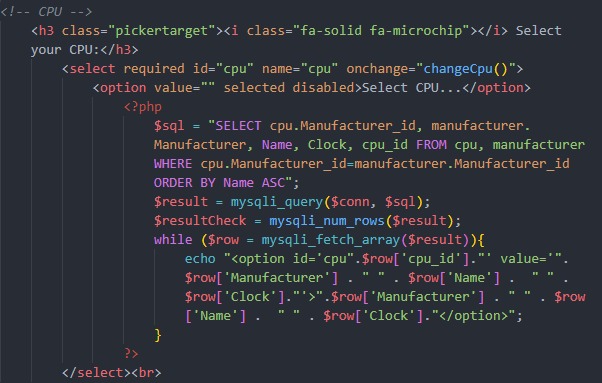 <!-- CPU -->
<h3 class="pickertarget"><i class="fa-solid fa-microchip"></i> Select
your CPU:</h3>
<select required id="cpu" name="cpu" onchange="changeCpu()">
<option value="" selected disabled>Select CPU...</option>
<?php
$sql = "SELECT cpu.Manufacturer_id, manufacturer.
Manufacturer, Name, Clock, cpu_id FROM cpu, manufacturer
WHERE cpu.Manufacturer_id=manufacturer.Manufacturer_id
ORDER BY Name ASC";
$result = mysqli_query($conn, $sql);
$resultCheck = mysqli_num_rows($result);
while ($row = mysqli_fetch_array($result)){
echo "<option id='cpu".$row['cpu_id']."' value='".
$row['Manufacturer'] . " " . $row['Name'] .  " " .
$row['Clock']."'>".$row['Manufacturer'] . " " . $row
['Name'] .  " " . $row['Clock']."</option>";
}
?>
</select><br>